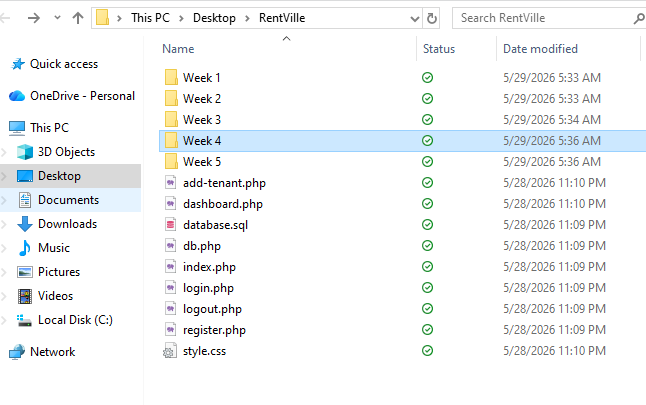 This PC > Desktop > RentVille
Search RentVille
Name Status Date modified
Quick access
OneDrive - Personal
This PC
3D Objects
Desktop
Documents
Downloads
Music
Pictures
Videos
Local Disk (C:)
Network
Week 1 5/29/2026 5:33 AM
Week 2 5/29/2026 5:33 AM
Week 3 5/29/2026 5:34 AM
Week 4 5/29/2026 5:36 AM
Week 5 5/29/2026 5:36 AM
add-tenant.php 5/28/2026 11:10 PM
dashboard.php 5/28/2026 11:10 PM
database.sql 5/28/2026 11:09 PM
db.php 5/28/2026 11:09 PM
index.php 5/28/2026 11:09 PM
login.php 5/28/2026 11:09 PM
logout.php 5/28/2026 11:09 PM
register.php 5/28/2026 11:09 PM
style.css 5/28/2026 11:10 PM